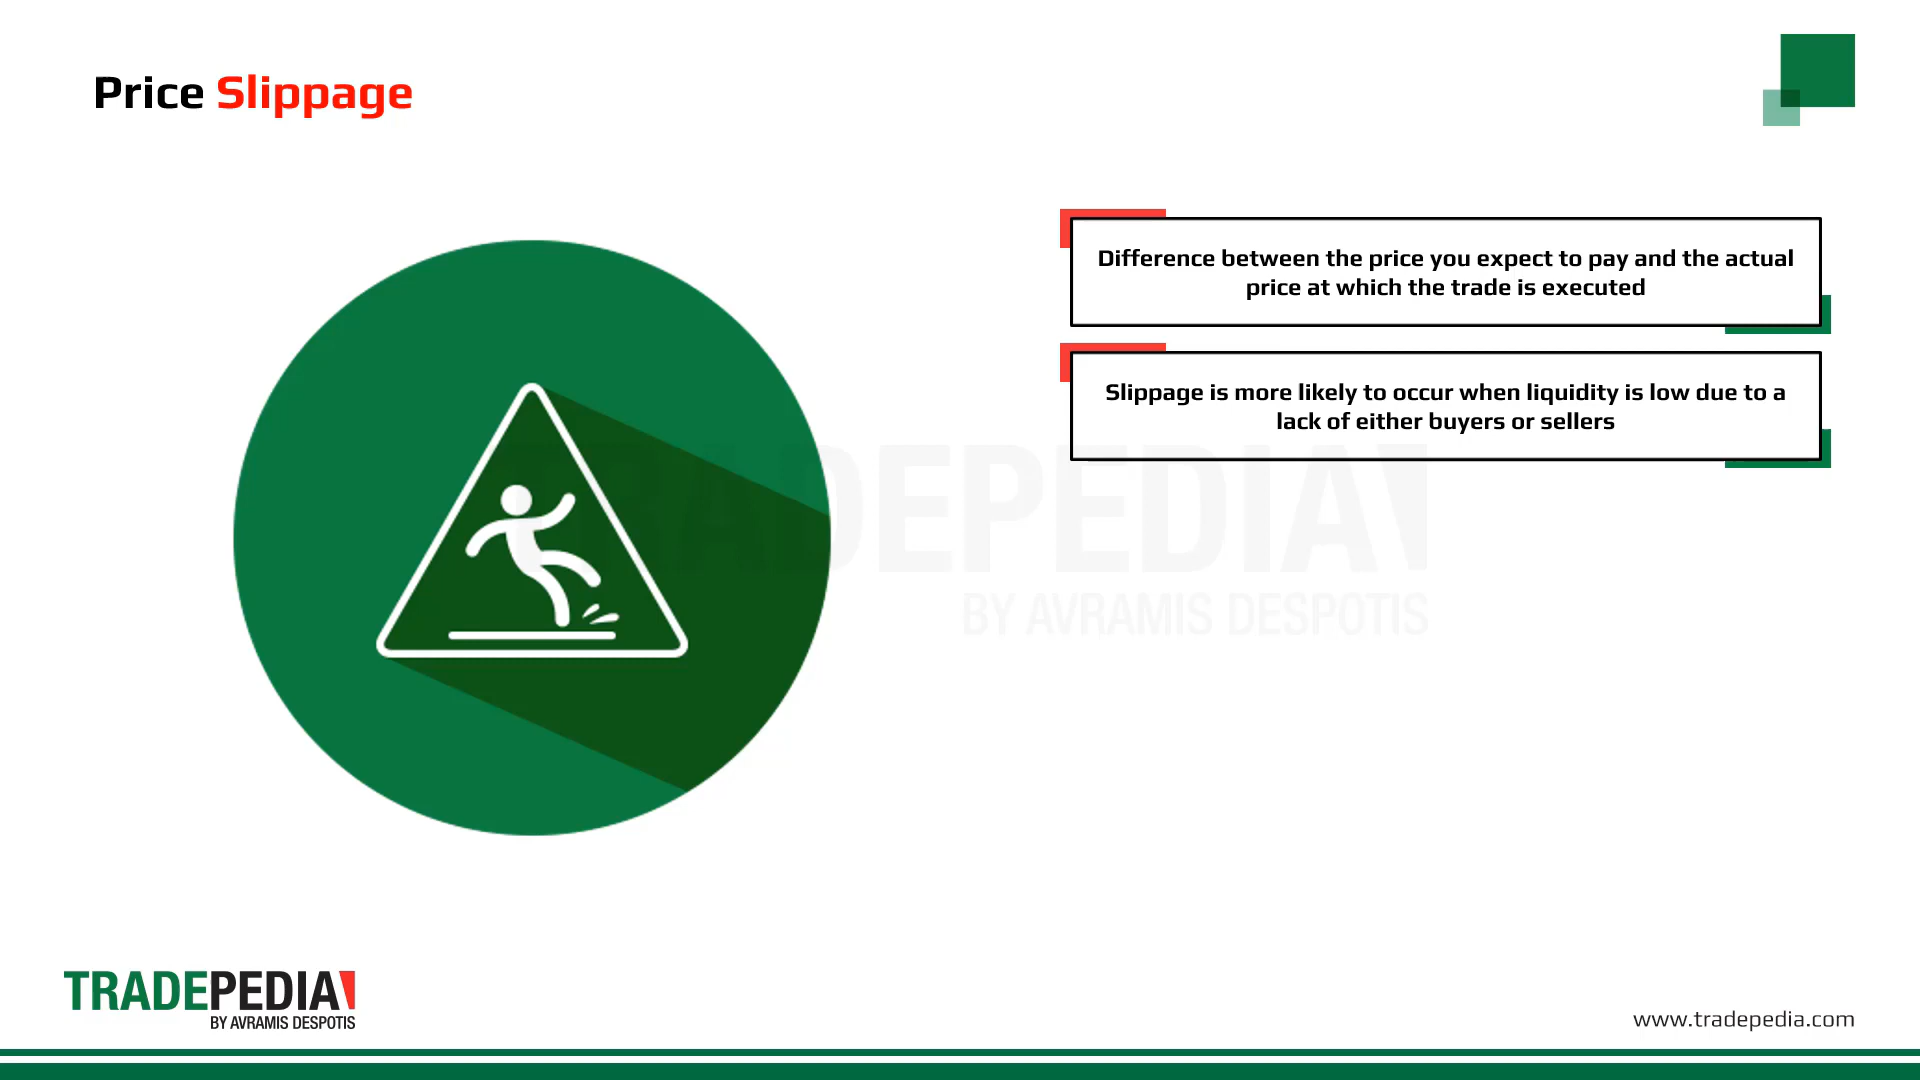 Price Slippage
Difference between the price you expect to pay and the actual
price at which the trade is executed
Slippage is more likely to occur when liquidity is low due to a
lack of either buyers or sellers
TRADEPEDIA
BY AVRAMIS DESPOTIS
TRADEPEDIA
BY AVRAMIS DESPOTIS
www.tradepedia.com